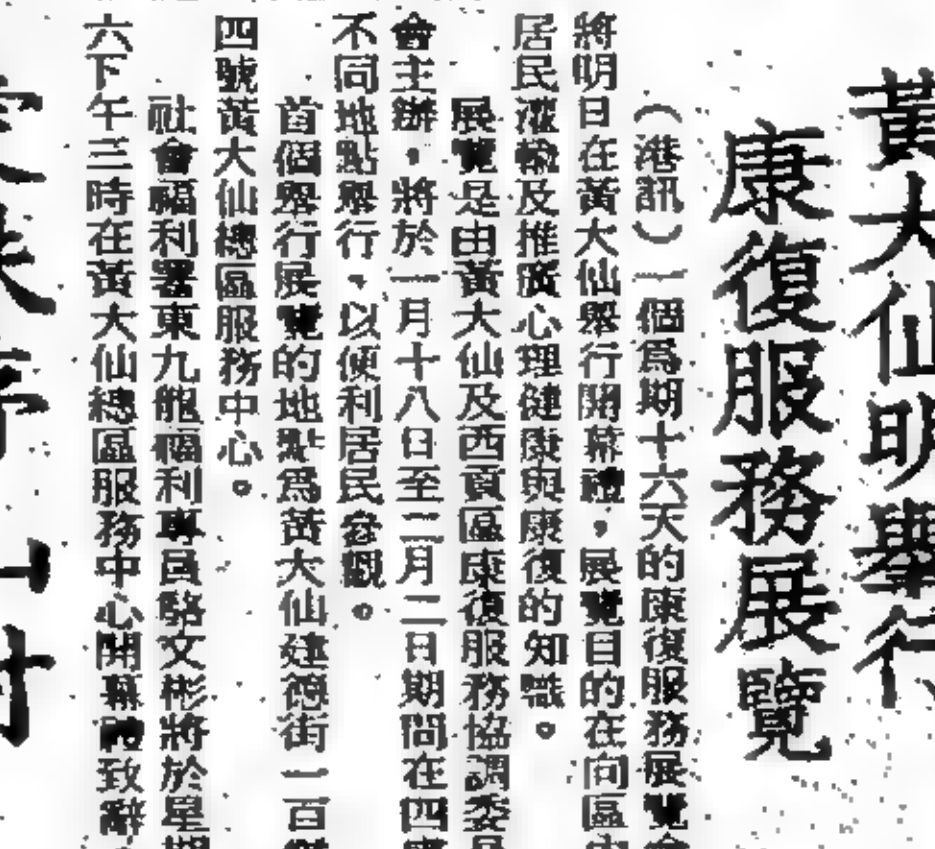 黃大仙明舉行
康復服務展覽
（港訊）一個爲期十六天的康復服務展覽會
將明日在黃大仙舉行開幕禮，展覽目的在向區內
居民灌輸及推廣心理健康與康復的知識。
展覽是由黃大仙及西貢區康復服務協調委員
會主辦，將於一月十八日至二月二日期間在四處
不同地點舉行，以便利居民參觀。
首個舉行展覽的地點爲黃大仙建德街一百
四號黃大仙總區服務中心。
社會福利署東九龍福利專員駱文彬將於星期
六下午三時在黃大仙總區服務中心開幕禮致辭